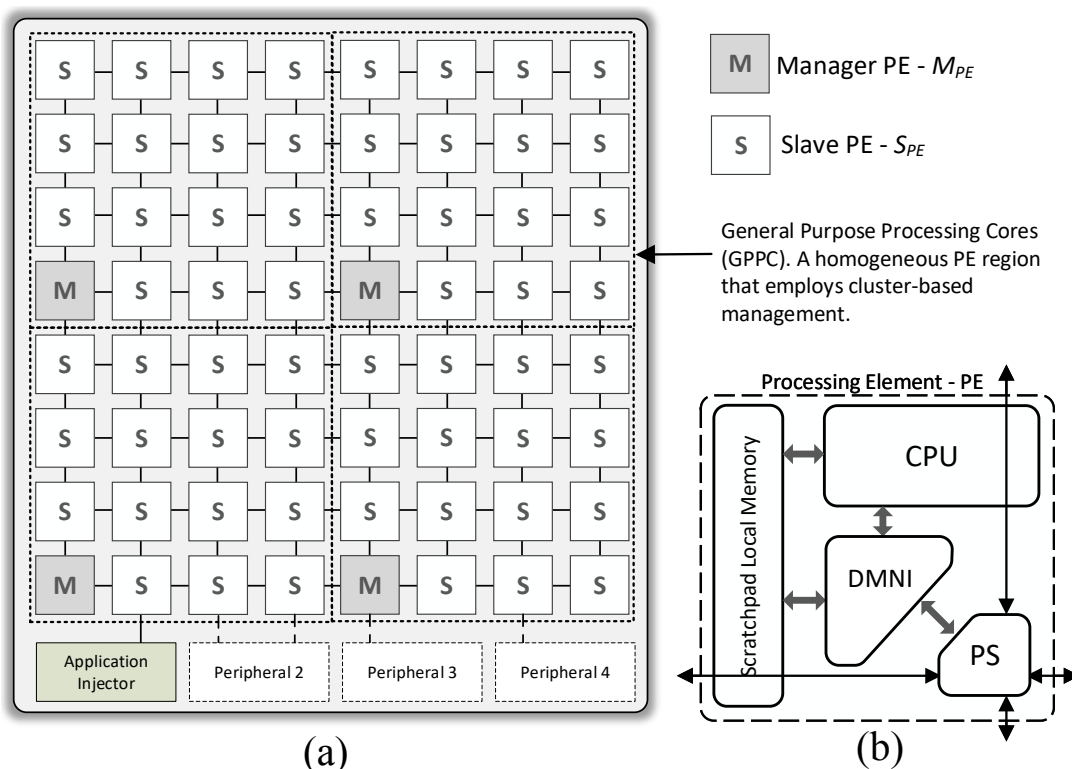 S S S S S S S S
S S S S S S S S
S S S S S S S S
M S S S M S S S
S S S S S S S S
S S S S S S S S
S S S S S S S S
M S S S M S S S
Application
Injector
Peripheral 2
Peripheral 3
Peripheral 4
(a)
M Manager PE - MPE
S Slave PE - SPE
General Purpose Processing Cores
(GPPC). A homogeneous PE region
that employs cluster-based
management.
Processing Element - PE
Scratchpad Local Memory
CPU
DMNI
PS
(b)